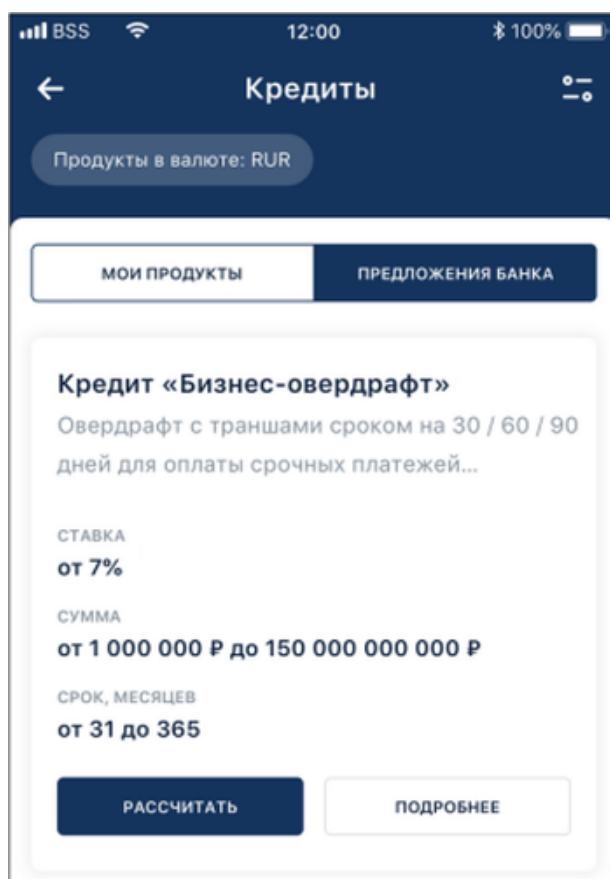 BSS 12:00 100%
Кредиты
Продукты в валюте: RUR
МОИ ПРОДУКТЫ ПРЕДЛОЖЕНИЯ БАНКА
Кредит «Бизнес-овердрафт»
Овердрафт с траншами сроком на 30 / 60 / 90
дней для оплаты срочных платежей...
СТАВКА
от 7%
СУММА
от 1 000 000 ₽ до 150 000 000 000 ₽
СРОК, МЕСЯЦЕВ
от 31 до 365
РАССЧИТАТЬ ПОДРОБНЕЕ